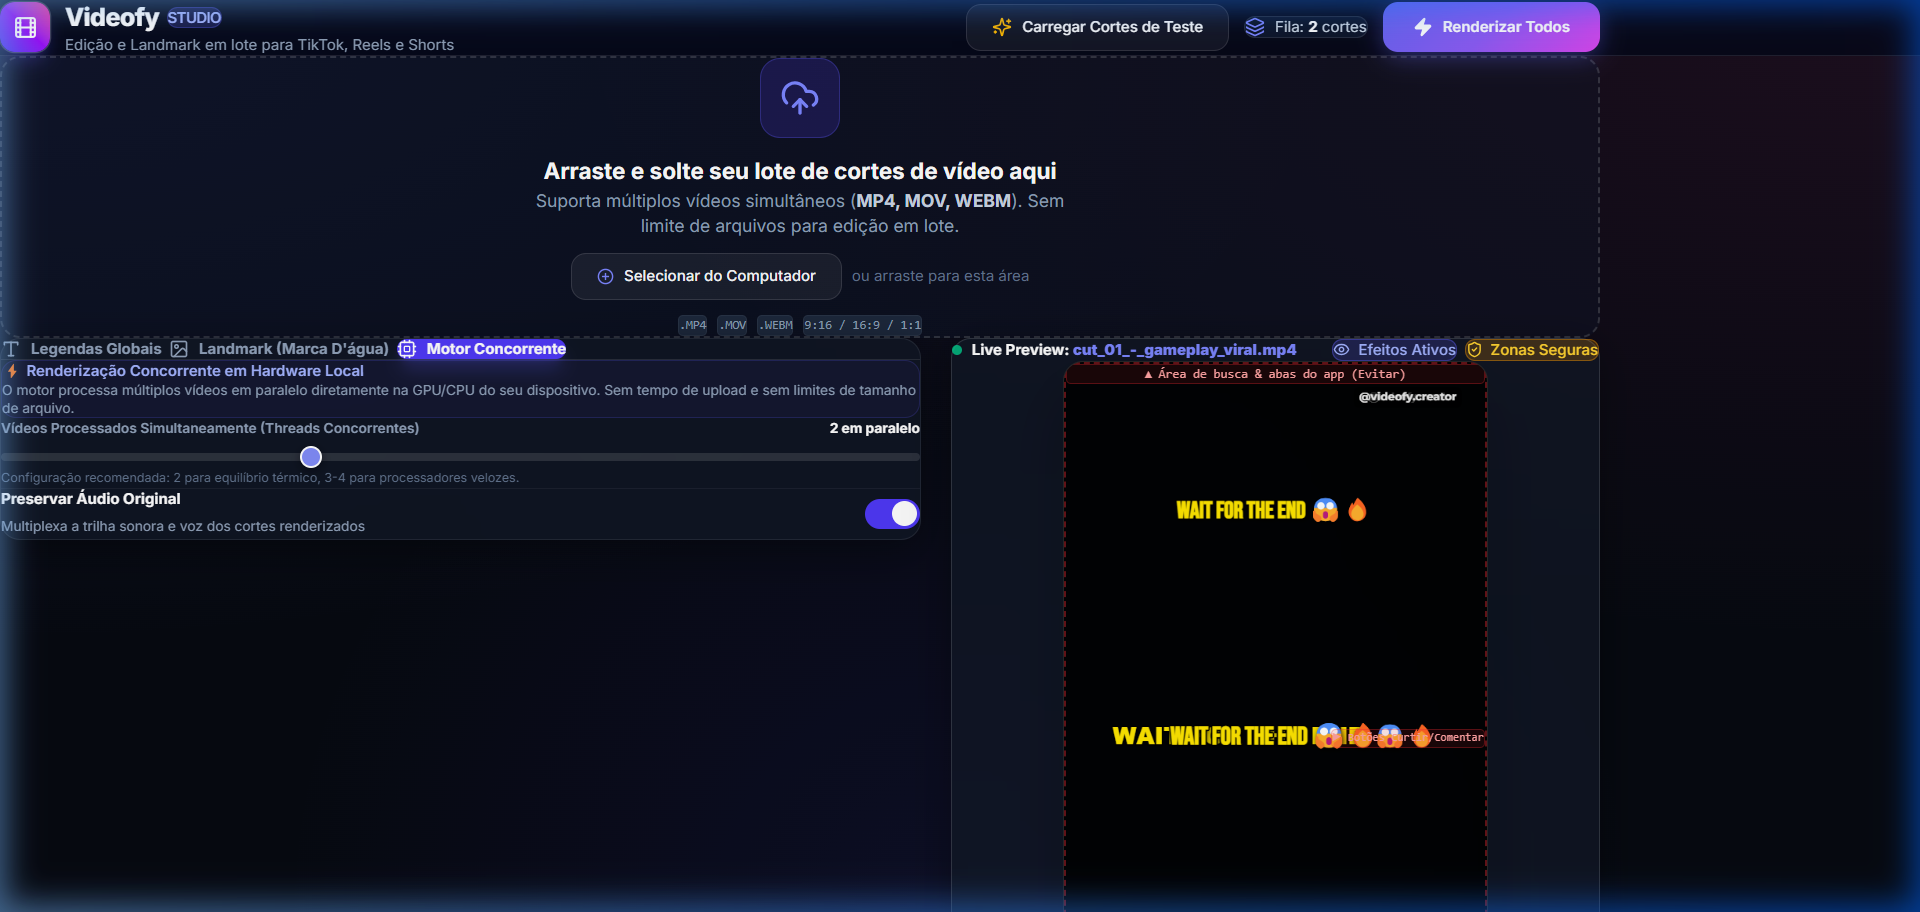 Videofy STUDIO
Edição e Landmark em lote para TikTok, Reels e Shorts
Carregar Cortes de Teste
Fila: 2 cortes
Renderizar Todos
Arraste e solte seu lote de cortes de vídeo aqui
Suporta múltiplos vídeos simultâneos (MP4, MOV, WEBM). Sem
limite de arquivos para edição em lote.
Selecionar do Computador
ou arraste para esta área
.MP4 .MOV .WEBM 9:16 / 16:9 / 1:1
Legendas Globais
Landmark (Marca D'água)
Motor Concorrente
Renderização Concorrente em Hardware Local
O motor processa múltiplos vídeos em paralelo diretamente na GPU/CPU do seu dispositivo. Sem tempo de upload e sem limites de tamanho
de arquivo.
Vídeos Processados Simultaneamente (Threads Concorrentes)
2 em paralelo
Configuração recomendada: 2 para equilíbrio térmico, 3-4 para processadores velozes.
Preservar Áudio Original
Multiplexa a trilha sonora e voz dos cortes renderizados
Live Preview: cut_01_-_gameplay_viral.mp4
Efeitos Ativos
Zonas Seguras
▲ Área de busca & abas do app (Evitar)
@videofy.creator
WAIT FOR THE END 😱 🔥
WAIT FOR THE END 😱 🔥 😱 🔥
/Comentar